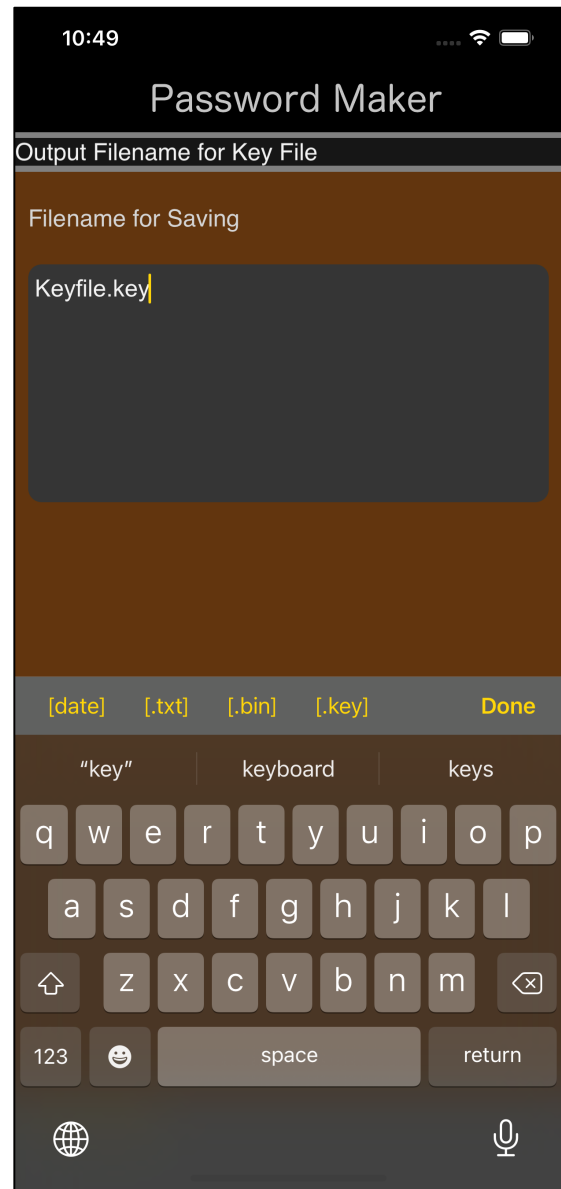 10:49
Password Maker
Output Filename for Key File
Filename for Saving
Keyfile.key
[date] [.txt] [.bin] [.key] Done
“key” keyboard keys
q w e r t y u i o p
a s d f g h j k l
z x c v b n m
123 space return